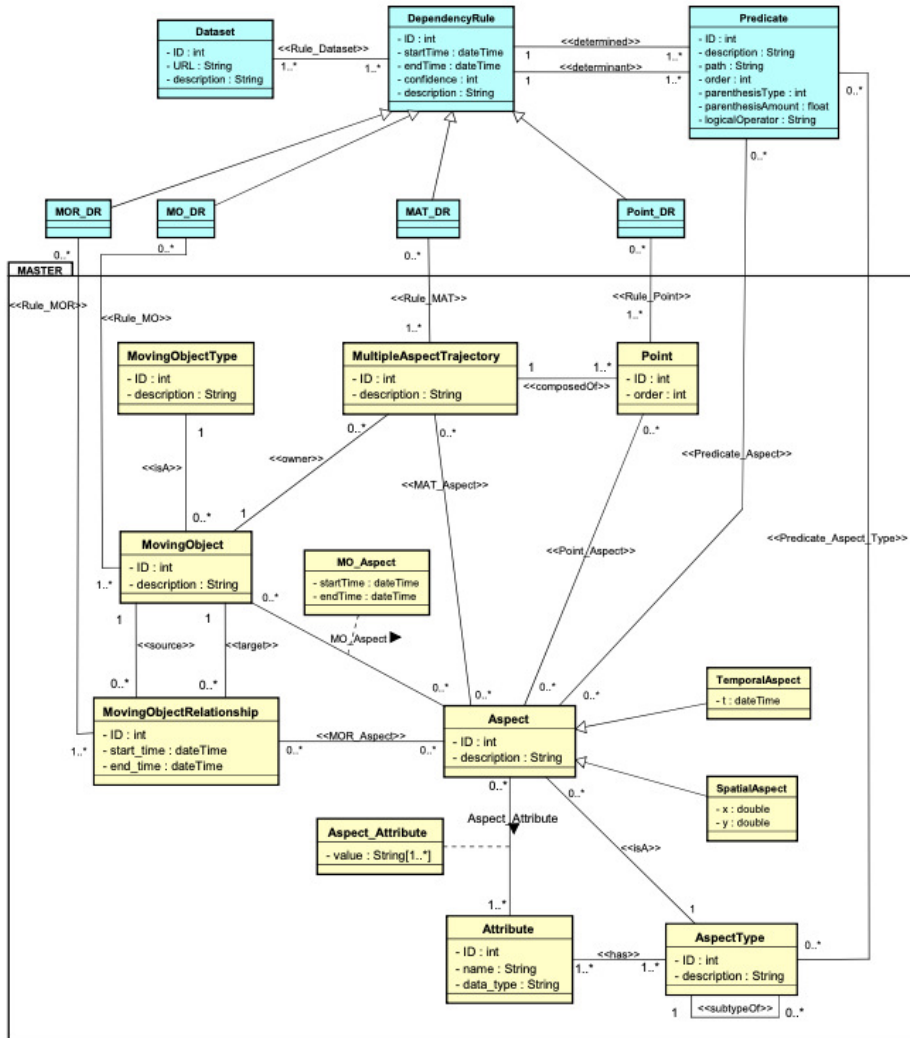 Dataset
- ID : int
- URL : String
- description : String
<<Rule_Dataset>>
1..*
1..*
DependencyRule
- ID : int
- startTime : dateTime
- endTime : dateTime
- confidence : int
- description : String
<<determined>>
1
1..*
<<determinant>>
1
1..*
Predicate
- ID : int
- description : String
- path : String
- order : int
- parenthesisType : int
- parenthesisAmount : float
- logicalOperator : String
0..*
0..*
MOR_DR
MO_DR
MAT_DR
Point_DR
0..*
0..*
0..*
0..*
MASTER
<<Rule_MOR>>
<<Rule_MO>>
<<Rule_MAT>>
<<Rule_Point>>
1..*
1..*
MovingObjectType
- ID : int
- description : String
MultipleAspectTrajectory
- ID : int
- description : String
1
1..*
<<composedOf>>
Point
- ID : int
- order : int
1
0..*
0..*
0..*
<<isA>>
<<owner>>
<<MAT_Aspect>>
<<Predicate_Aspect>>
0..*
1
MovingObject
- ID : int
- description : String
1..*
0..*
MO_Aspect
- startTime : dateTime
- endTime : dateTime
<<Point_Aspect>>
<<Predicate_Aspect_Type>>
1
1
<<source>>
<<target>>
MO_Aspect
0..*
0..*
0..*
0..*
0..*
0..*
MovingObjectRelationship
- ID : int
- start_time : dateTime
- end_time : dateTime
1..*
<<MOR_Aspect>>
0..*
0..*
Aspect
- ID : int
- description : String
TemporalAspect
- t : dateTime
SpatialAspect
- x : double
- y : double
0..*
0..*
Aspect_Attribute
Aspect_Attribute
- value : String[1..*]
<<isA>>
1..*
1
Attribute
- ID : int
- name : String
- data_type : String
<<has>>
1..*
1..*
AspectType
- ID : int
- description : String
0..*
1
<<subtypeOf>>
0..*